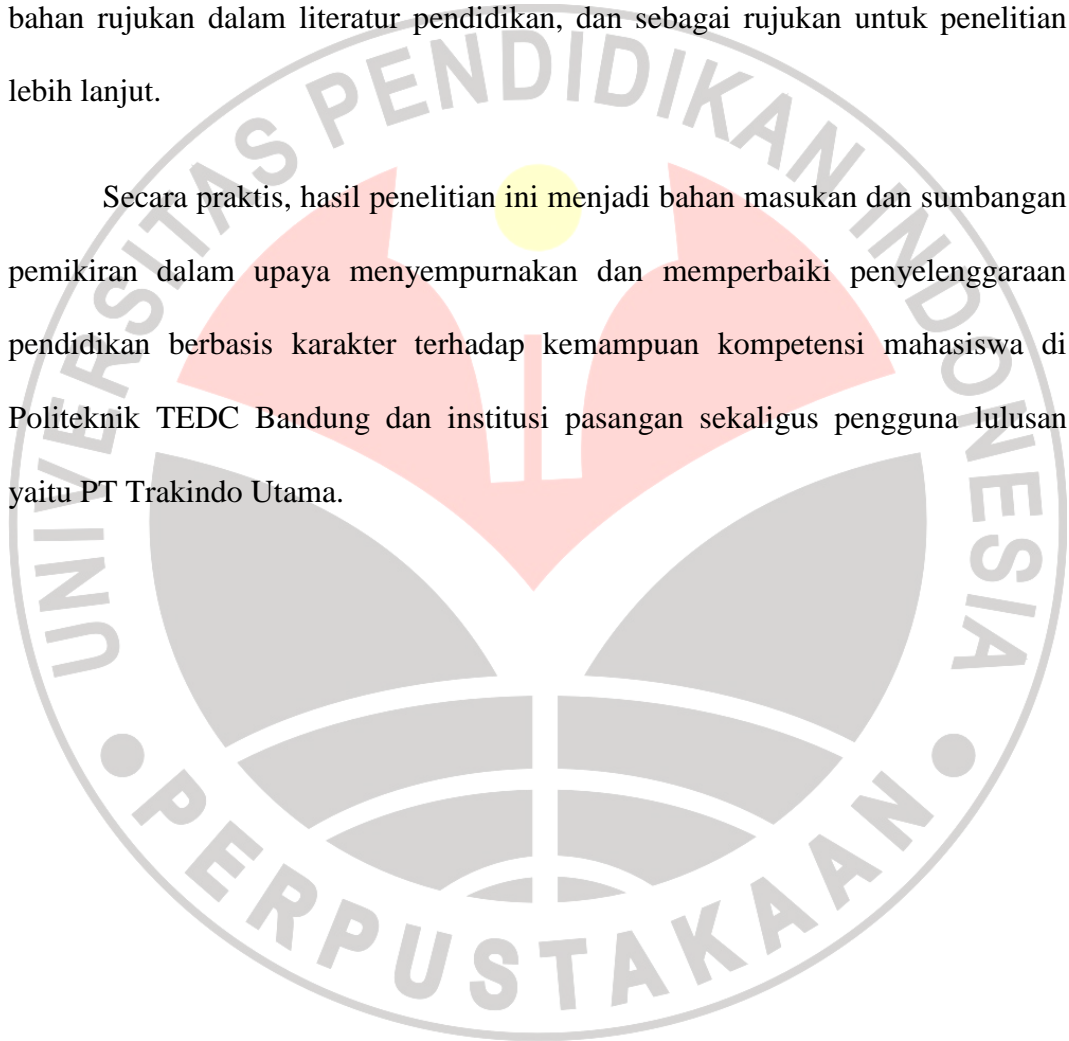 bahan rujukan dalam literatur pendidikan, dan sebagai rujukan untuk penelitian
lebih lanjut.
Secara praktis, hasil penelitian ini menjadi bahan masukan dan sumbangan
pemikiran dalam upaya menyempurnakan dan memperbaiki penyelenggaraan
pendidikan berbasis karakter terhadap kemampuan kompetensi mahasiswa di
Politeknik TEDC Bandung dan institusi pasangan sekaligus pengguna lulusan
yaitu PT Trakindo Utama.
UNIVERSITAS PENDIDIKAN INDONESIA
PERPUSTAKAAN